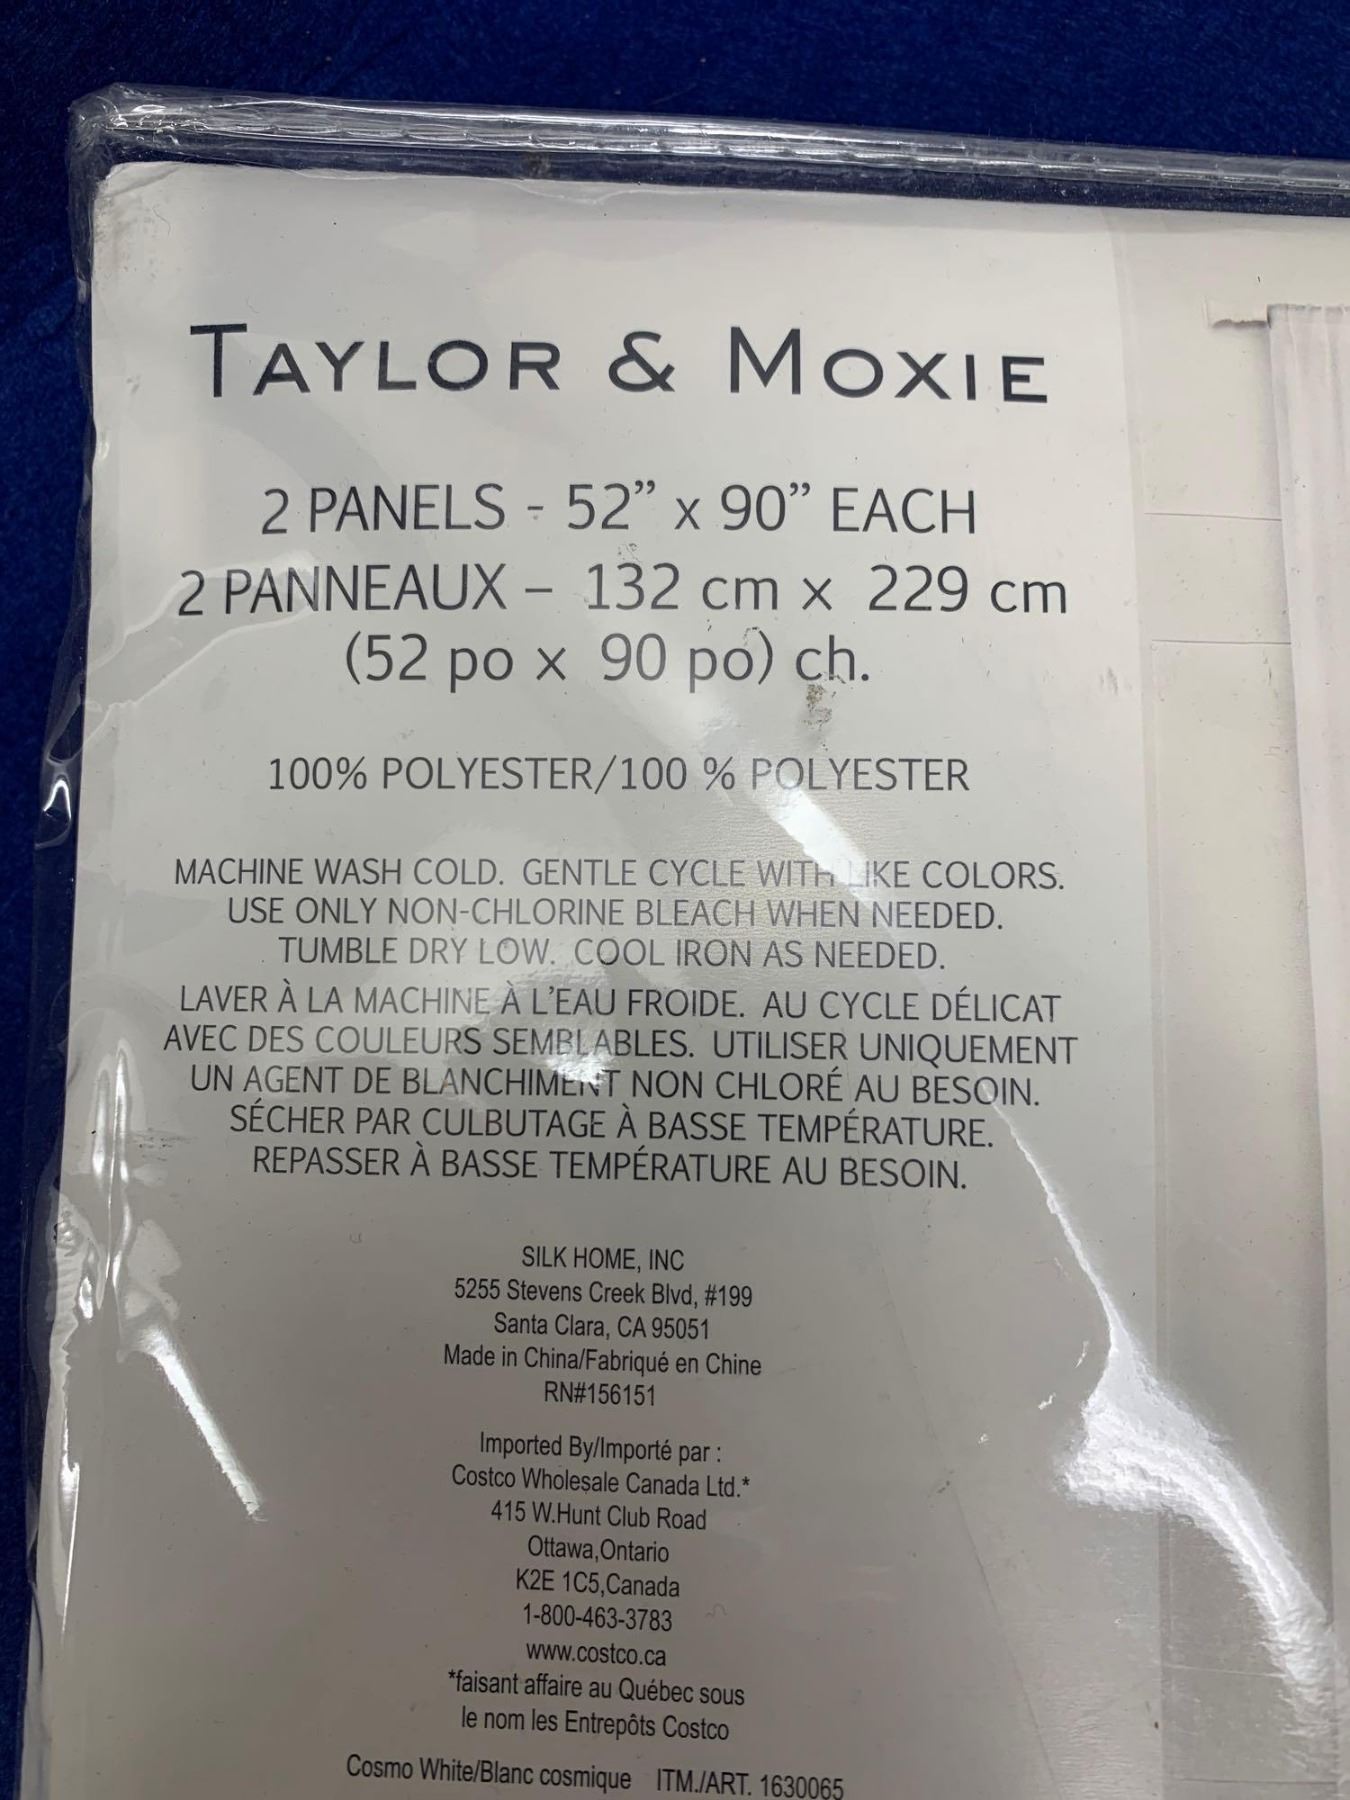 TAYLOR & MOXIE
2 PANELS - 52” x 90” EACH
2 PANNEAUX – 132 cm x 229 cm
(52 po x 90 po) ch.
100% POLYESTER/100 % POLYESTER
MACHINE WASH COLD. GENTLE CYCLE WITH LIKE COLORS.
USE ONLY NON-CHLORINE BLEACH WHEN NEEDED.
TUMBLE DRY LOW. COOL IRON AS NEEDED.
LAVER À LA MACHINE À L’EAU FROIDE. AU CYCLE DÉLICAT
AVEC DES COULEURS SEMBLABLES. UTILISER UNIQUEMENT
UN AGENT DE BLANCHIMENT NON CHLORÉ AU BESOIN.
SÉCHER PAR CULBUTAGE À BASSE TEMPÉRATURE.
REPASSER À BASSE TEMPÉRATURE AU BESOIN.
SILK HOME, INC
5255 Stevens Creek Blvd, #199
Santa Clara, CA 95051
Made in China/Fabriqué en Chine
RN#156151
Imported By/Importé par :
Costco Wholesale Canada Ltd.*
415 W.Hunt Club Road
Ottawa,Ontario
K2E 1C5,Canada
1-800-463-3783
www.costco.ca
*faisant affaire au Québec sous
le nom les Entrepôts Costco
Cosmo White/Blanc cosmique ITM./ART. 1630065